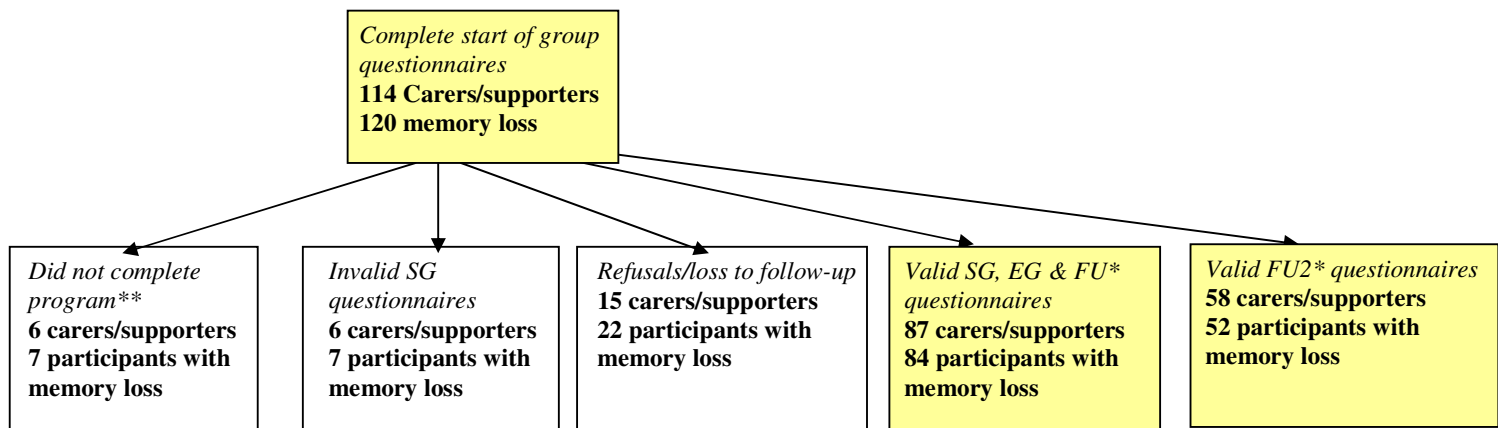 Complete start of group
questionnaires
114 Carers/supporters
120 memory loss
Did not complete
program**
6 carers/supporters
7 participants with
memory loss
Invalid SG
questionnaires
6 carers/supporters
7 participants with
memory loss
Refusals/loss to follow-up
15 carers/supporters
22 participants with
memory loss
Valid SG, EG & FU*
questionnaires
87 carers/supporters
84 participants with
memory loss
Valid FU2* questionnaires
58 carers/supporters
52 participants with
memory loss